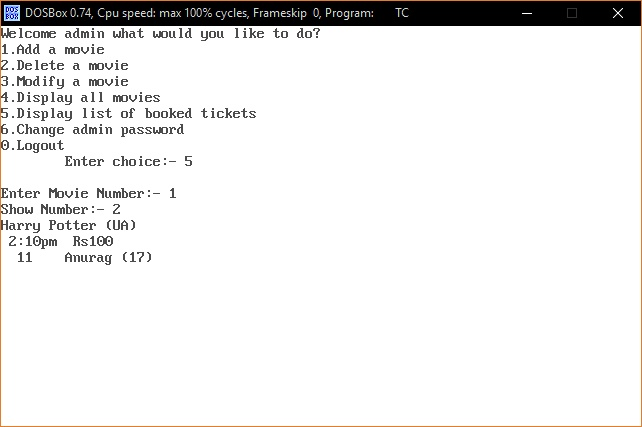 DOS
BOX
DOSBox 0.74, Cpu speed: max 100% cycles, Frameskip 0, Program: TC
Welcome admin what would you like to do?
1.Add a movie
2.Delete a movie
3.Modify a movie
4.Display all movies
5.Display list of booked tickets
6.Change admin password
0.Logout
Enter choice:- 5
Enter Movie Number:- 1
Show Number:- 2
Harry Potter (UA)
2:10pm Rs100
11 Anurag (17)